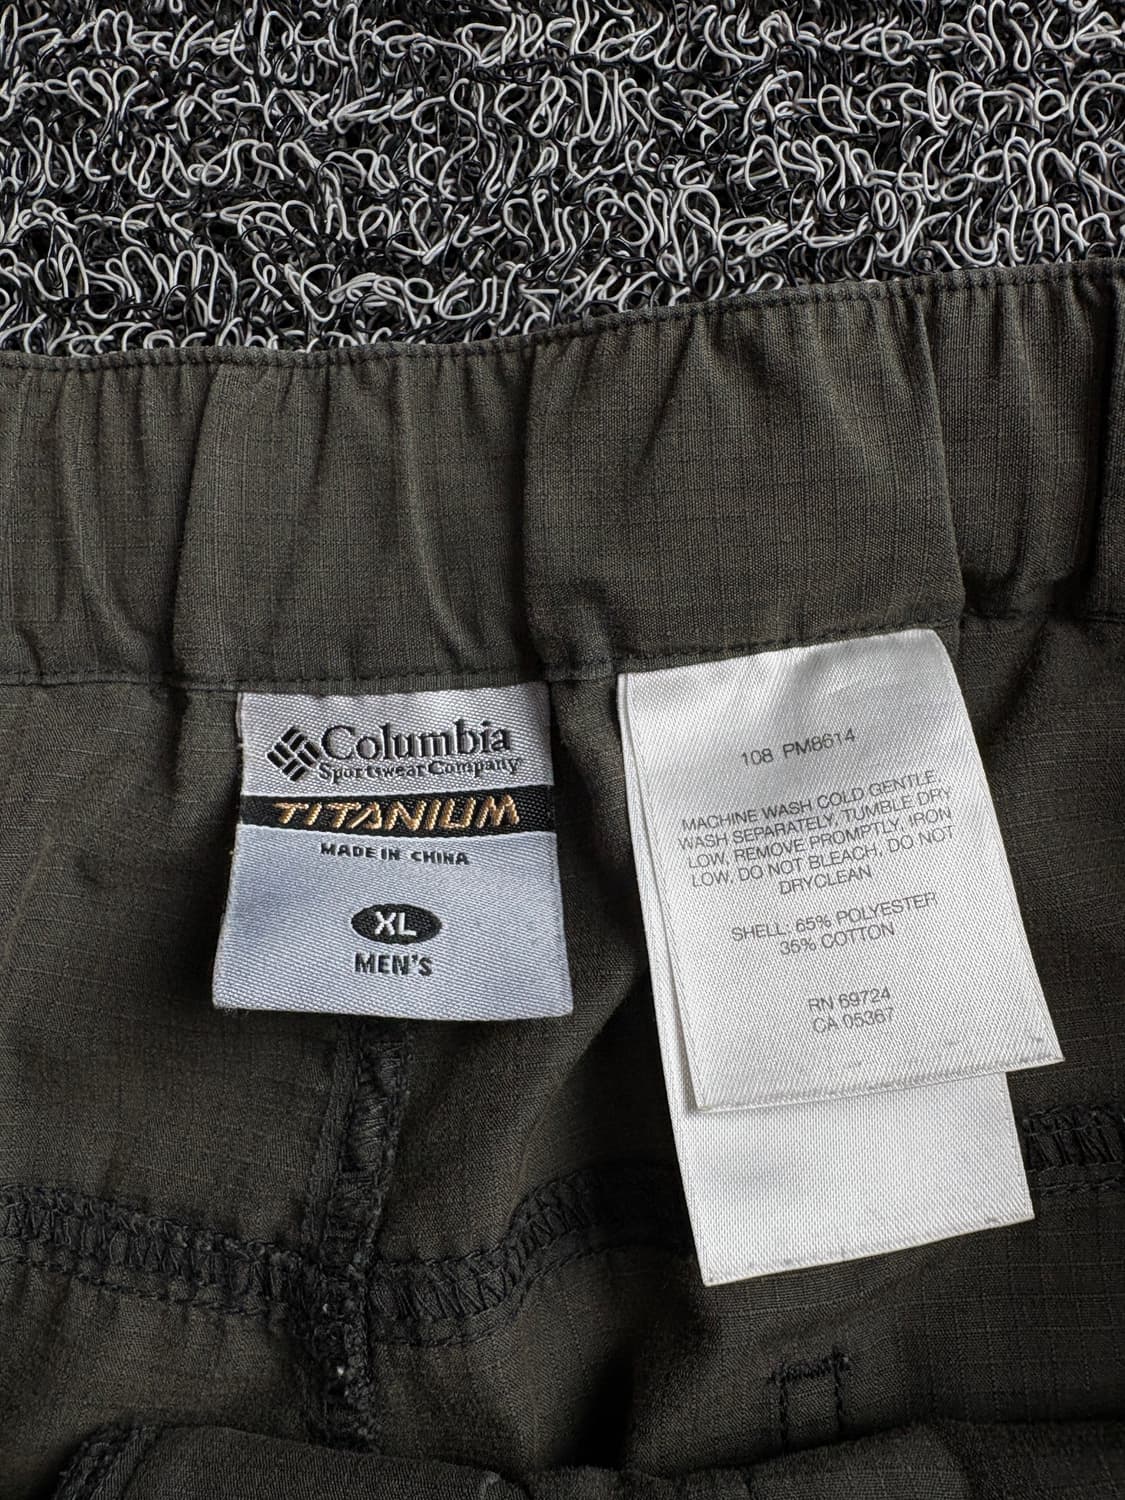 Columbia
Sportswear Company
TITANIUM
MADE IN CHINA
XL
MEN'S
108 PM8614
MACHINE WASH COLD GENTLE,
WASH SEPARATELY, TUMBLE DRY
LOW, REMOVE PROMPTLY, IRON
LOW, DO NOT BLEACH, DO NOT
DRYCLEAN
SHELL: 65% POLYESTER
35% COTTON
RN 69724
CA 05367